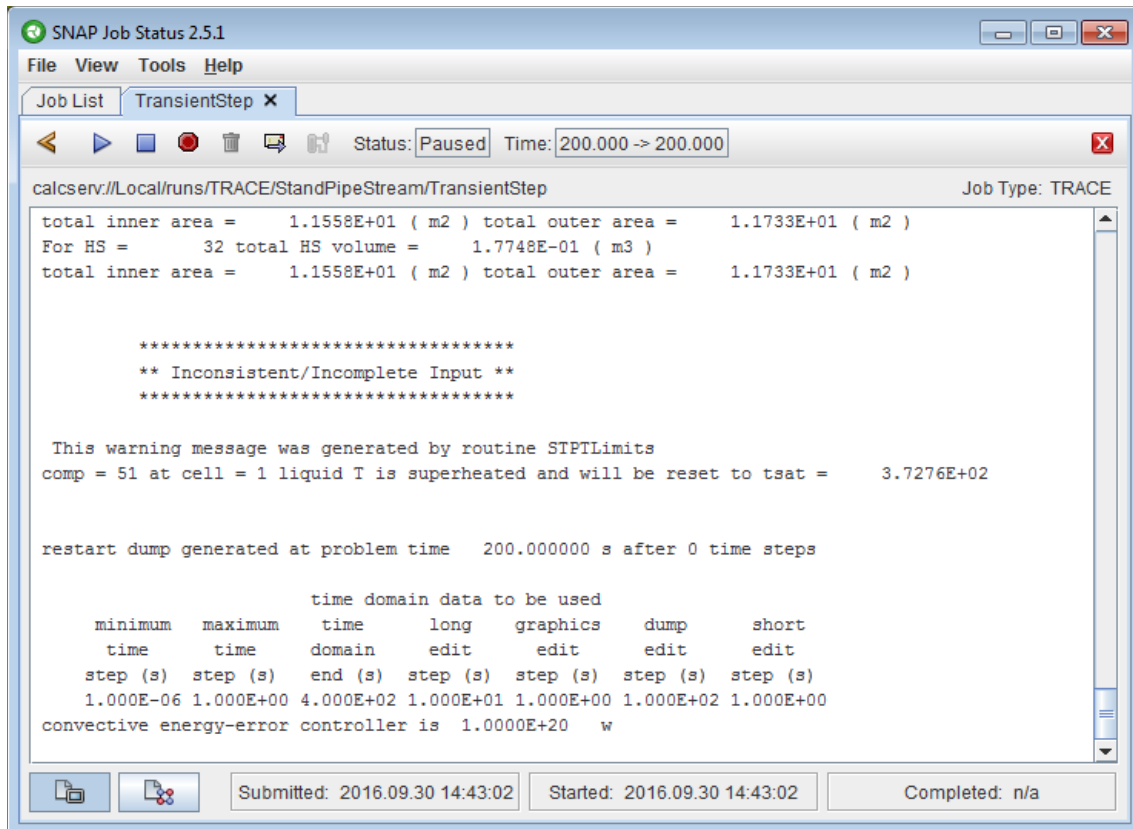 SNAP Job Status 2.5.1
File View Tools Help
Job List TransientStep
Status: Paused Time: 200.000 -> 200.000
calcserv://Local/runs/TRACE/StandPipeStream/TransientStep Job Type: TRACE
total inner area = 1.1558E+01 ( m2 ) total outer area = 1.1733E+01 ( m2 )
For HS = 32 total HS volume = 1.7748E-01 ( m3 )
total inner area = 1.1558E+01 ( m2 ) total outer area = 1.1733E+01 ( m2 )
***********************************
** Inconsistent/Incomplete Input **
***********************************
This warning message was generated by routine STPTLimits
comp = 51 at cell = 1 liquid T is superheated and will be reset to tsat = 3.7276E+02
restart dump generated at problem time 200.000000 s after 0 time steps
time domain data to be used
minimum maximum time long graphics dump short
time time domain edit edit edit edit
step (s) step (s) end (s) step (s) step (s) step (s) step (s)
1.000E-06 1.000E+00 4.000E+02 1.000E+01 1.000E+00 1.000E+02 1.000E+00
convective energy-error controller is 1.0000E+20 w
Submitted: 2016.09.30 14:43:02 Started: 2016.09.30 14:43:02 Completed: n/a